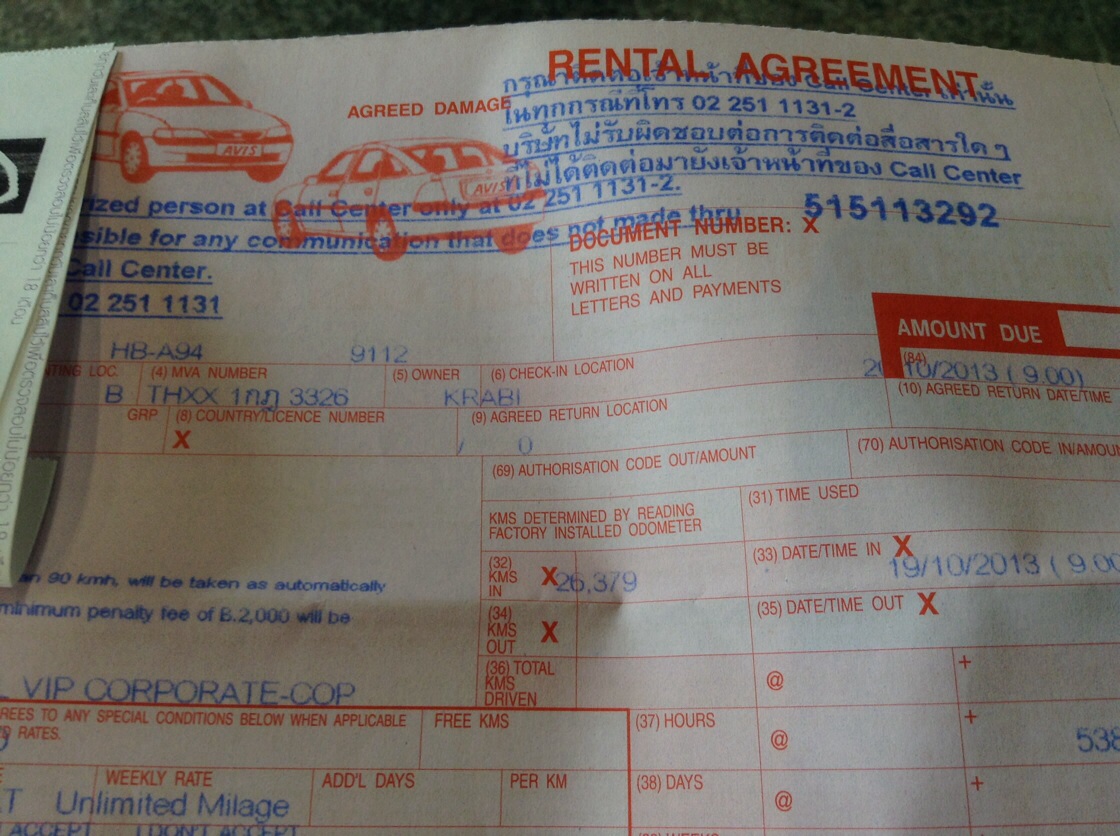 RENTAL AGREEMENT
AGREED DAMAGE
AVIS
AVIS
กรุณาติดต่อเจ้าหน้าที่ของ Call Center เท่านั้น
ในทุกกรณีที่โทร 02 251 1131-2
บริษัทไม่รับผิดชอบต่อการติดต่อสื่อสารใด ๆ
ที่ไม่ได้ติดต่อมายังเจ้าหน้าที่ของ Call Center
person at Call Center only at 02 251 1131-2.
for any communication that does not made thru
Call Center.
02 251 1131
515113292
DOCUMENT NUMBER: X
THIS NUMBER MUST BE
WRITTEN ON ALL
LETTERS AND PAYMENTS
AMOUNT DUE
HB-A94 9112
LOC. (4) MVA NUMBER (5) OWNER (6) CHECK-IN LOCATION (84)
10/2013 ( 9.00)
B THXX 1กฎ 3326 KRABI
(10) AGREED RETURN DATE/TIME
GRP (8) COUNTRY/LICENCE NUMBER (9) AGREED RETURN LOCATION
X / 0
(69) AUTHORISATION CODE OUT/AMOUNT (70) AUTHORISATION CODE
(31) TIME USED
KMS DETERMINED BY READING
FACTORY INSTALLED ODOMETER
(32) KMS IN X 26,379
(33) DATE/TIME IN X
19/10/2013 ( 9.00
90 kmh, will be taken as automatically
minimum penalty fee of B.2,000 will be
(34) KMS OUT X
(35) DATE/TIME OUT X
(36) TOTAL KMS DRIVEN @ +
VIP CORPORATE-COP
TO ANY SPECIAL CONDITIONS BELOW WHEN APPLICABLE
RATES.
FREE KMS
(37) HOURS @ + 538
WEEKLY RATE ADD'L DAYS PER KM
Unlimited Milage
(38) DAYS @ +
ACCEPT I DON'T ACCEPT